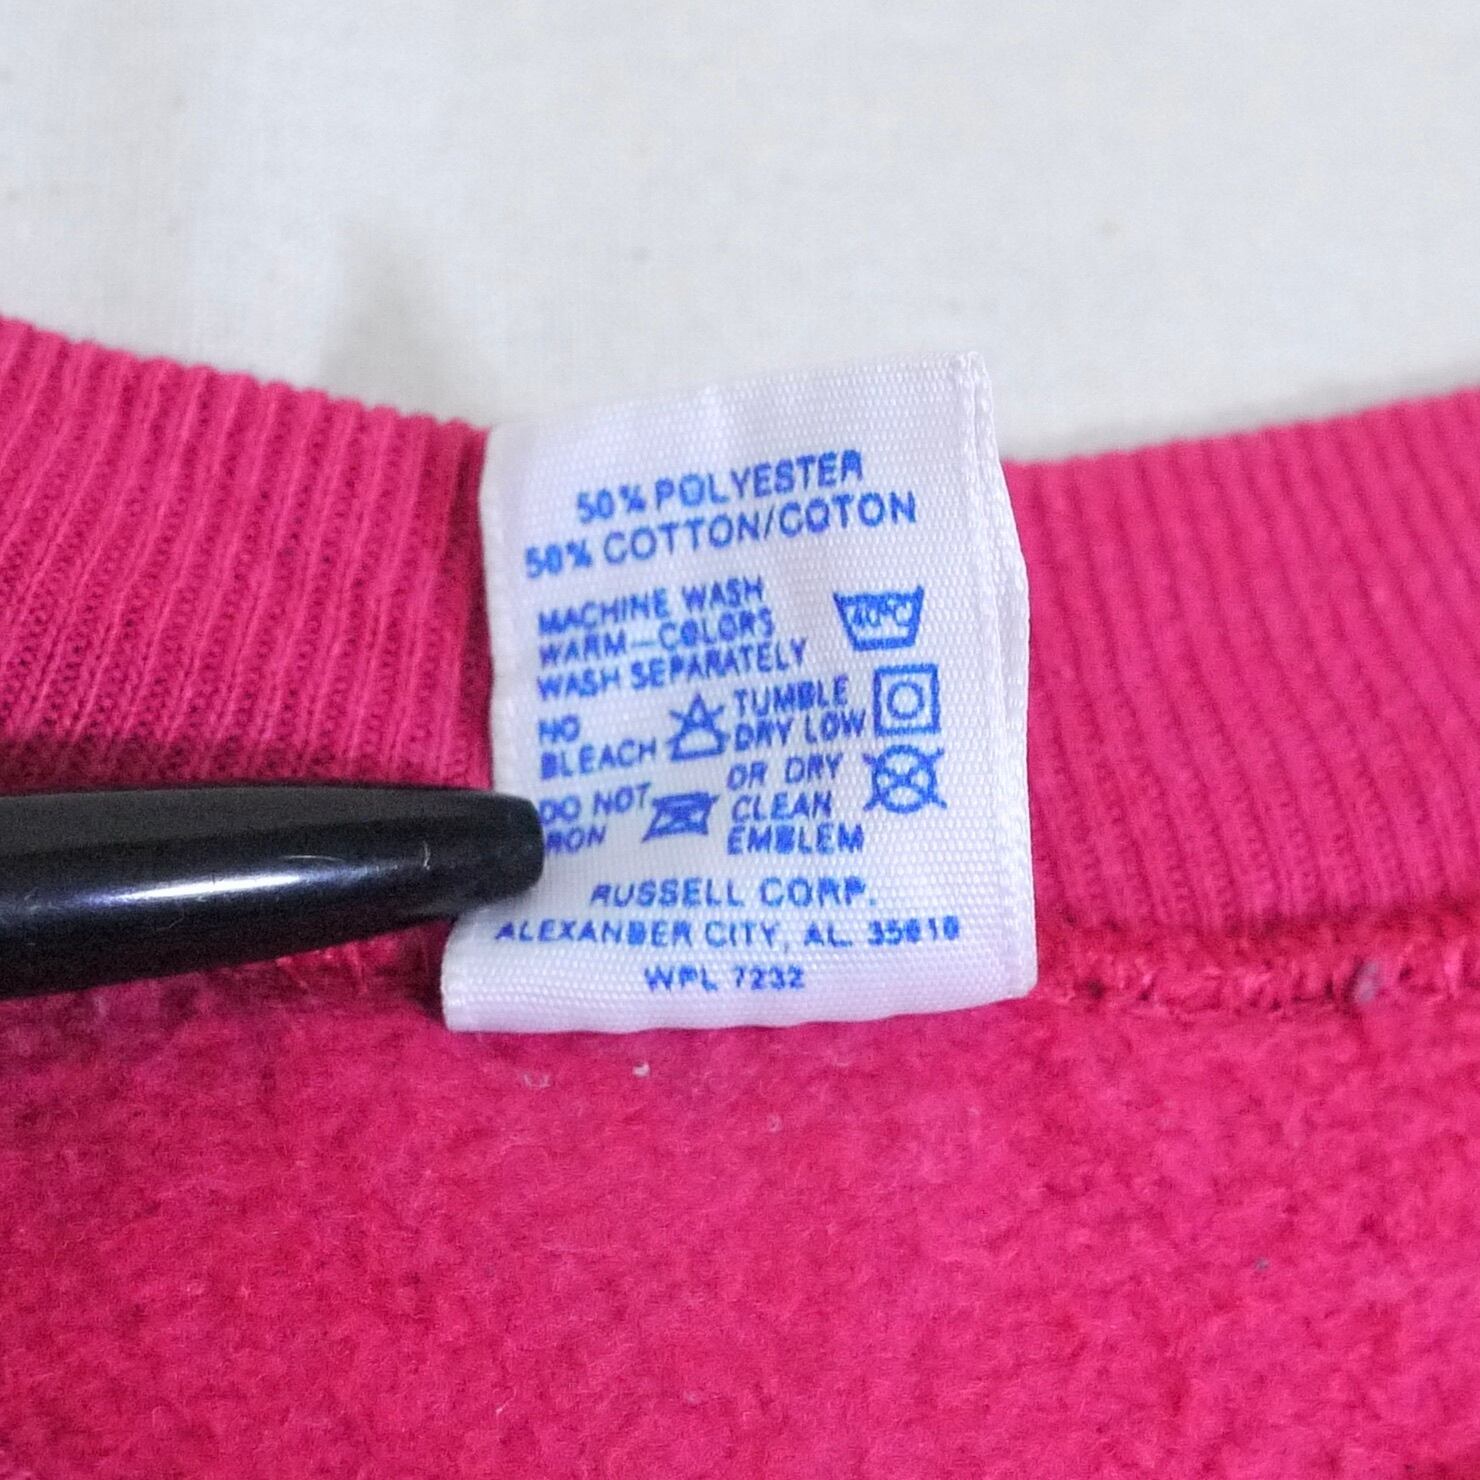 50% POLYESTER
50% COTTON/COTON
MACHINE WASH
WARM—COLORS
WASH SEPARATELY
40°C
NO
BLEACH
TUMBLE
DRY LOW
DO NOT
IRON
OR DRY
CLEAN
EMBLEM
RUSSELL CORP.
ALEXANDER CITY, AL. 35010
WPL 7232